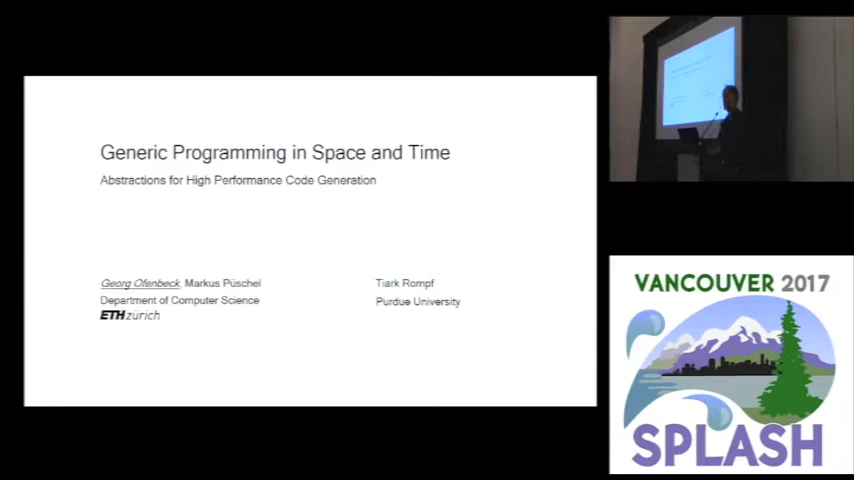 Generic Programming in Space and Time
Abstractions for High Performance Code Generation
Georg Ofenbeck, Markus Püschel
Department of Computer Science
ETH zürich
Tiark Rompf
Purdue University
VANCOUVER 2017
SPLASH